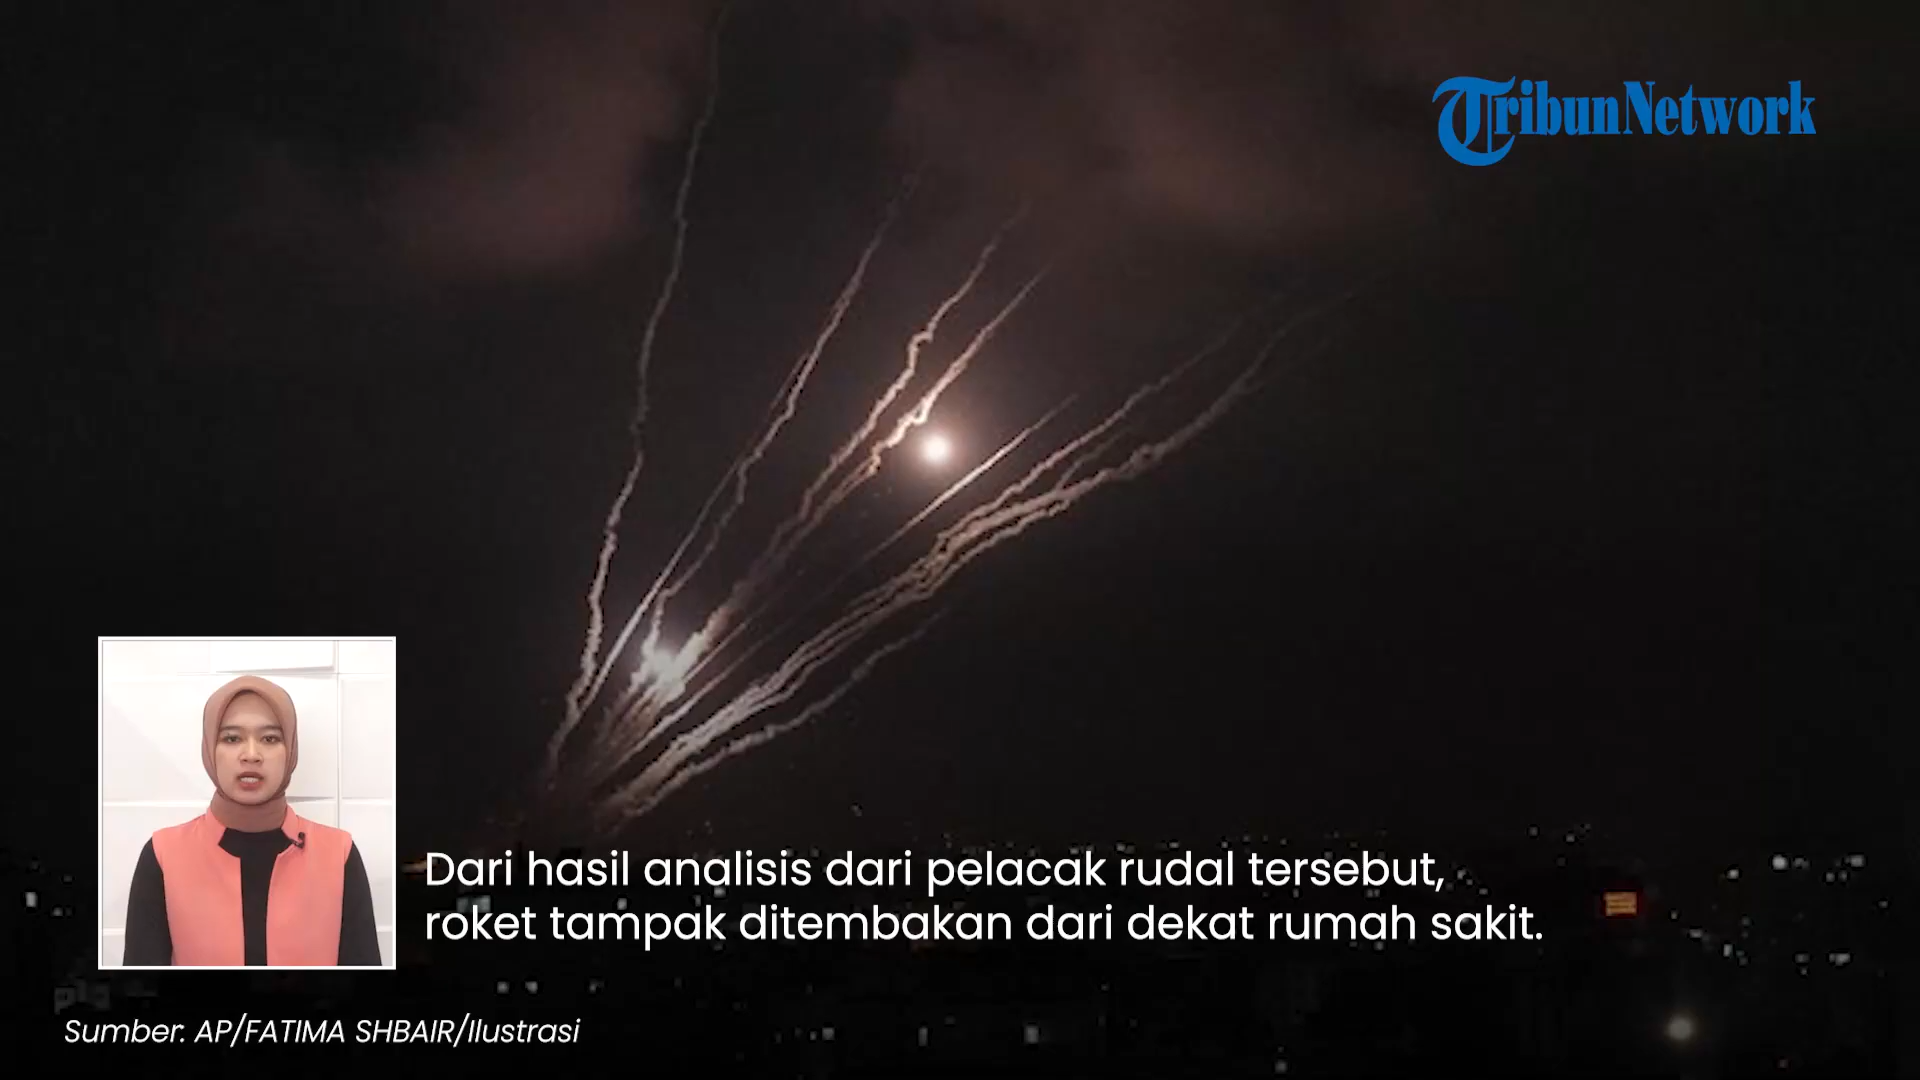 TribunNetwork
Dari hasil analisis dari pelacak rudal tersebut,
roket tampak ditembakan dari dekat rumah sakit.
Sumber: AP/FATIMA SHBAIR/Ilustrasi